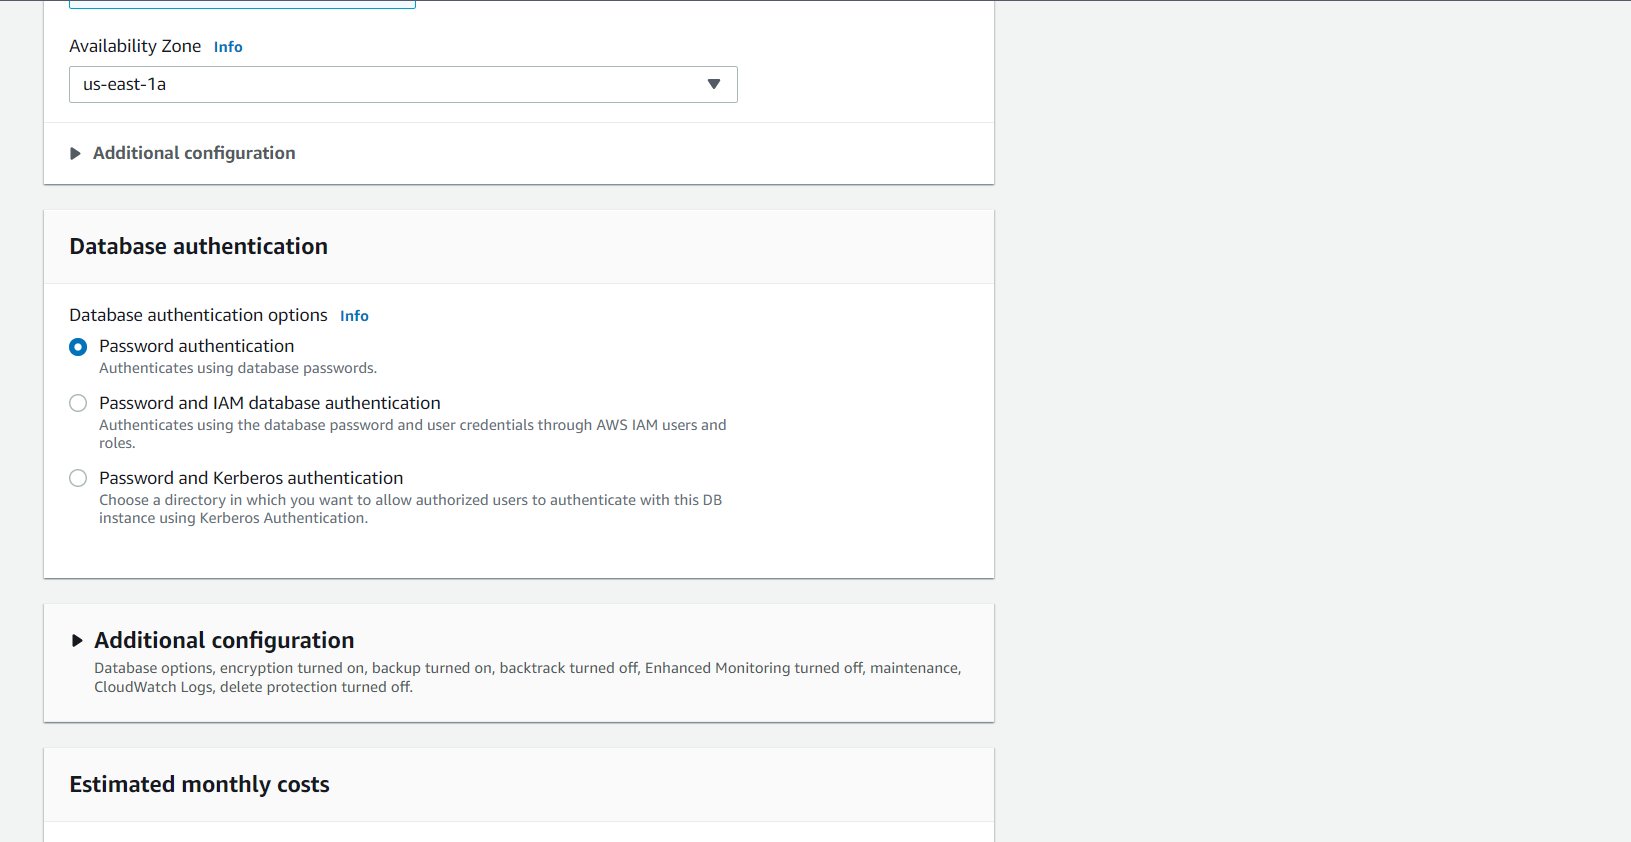 Availability Zone Info
us-east-1a
Additional configuration
Database authentication
Database authentication options Info
Password authentication
Authenticates using database passwords.
Password and IAM database authentication
Authenticates using the database password and user credentials through AWS IAM users and
roles.
Password and Kerberos authentication
Choose a directory in which you want to allow authorized users to authenticate with this DB
instance using Kerberos Authentication.
Additional configuration
Database options, encryption turned on, backup turned on, backtrack turned off, Enhanced Monitoring turned off, maintenance,
CloudWatch Logs, delete protection turned off.
Estimated monthly costs